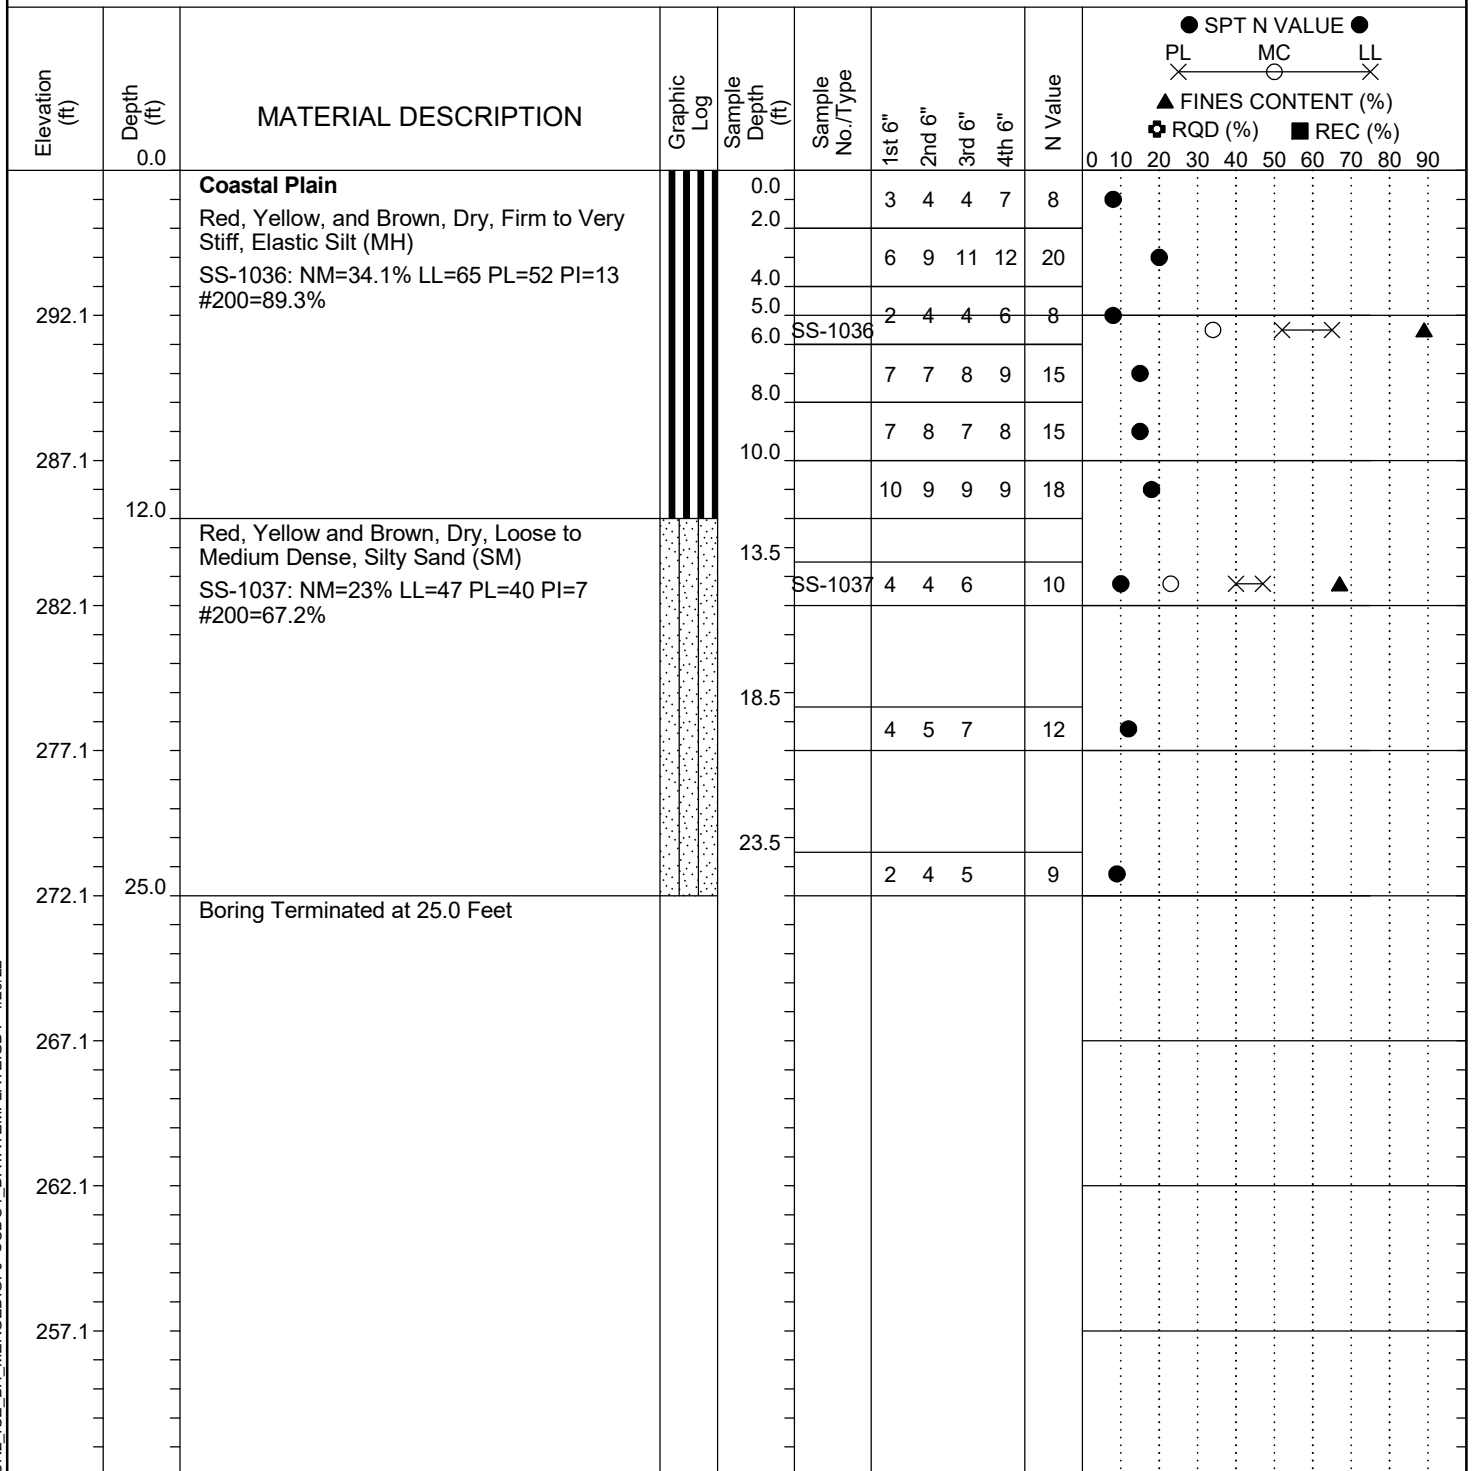 ● SPT N VALUE ●
PL MC LL
▲ FINES CONTENT (%)
RQD (%) ■ REC (%)
0 10 20 30 40 50 60 70 80 90
Elevation (ft)
Depth (ft)
0.0
MATERIAL DESCRIPTION
Graphic Log
Sample Depth (ft)
Sample No./Type
1st 6"
2nd 6"
3rd 6"
4th 6"
N Value
Coastal Plain
Red, Yellow, and Brown, Dry, Firm to Very
Stiff, Elastic Silt (MH)
SS-1036: NM=34.1% LL=65 PL=52 PI=13
#200=89.3%
0.0
3 4 4 7 8
2.0
6 9 11 12 20
4.0
5.0
292.1
2 4 4 6 8
6.0 SS-1036
7 7 8 9 15
8.0
7 8 7 8 15
10.0
287.1
10 9 9 9 18
12.0
Red, Yellow and Brown, Dry, Loose to
Medium Dense, Silty Sand (SM)
SS-1037: NM=23% LL=47 PL=40 PI=7
#200=67.2%
13.5
SS-1037 4 4 6 10
282.1
18.5
4 5 7 12
277.1
23.5
2 4 5 9
25.0
272.1
Boring Terminated at 25.0 Feet
267.1
262.1
257.1